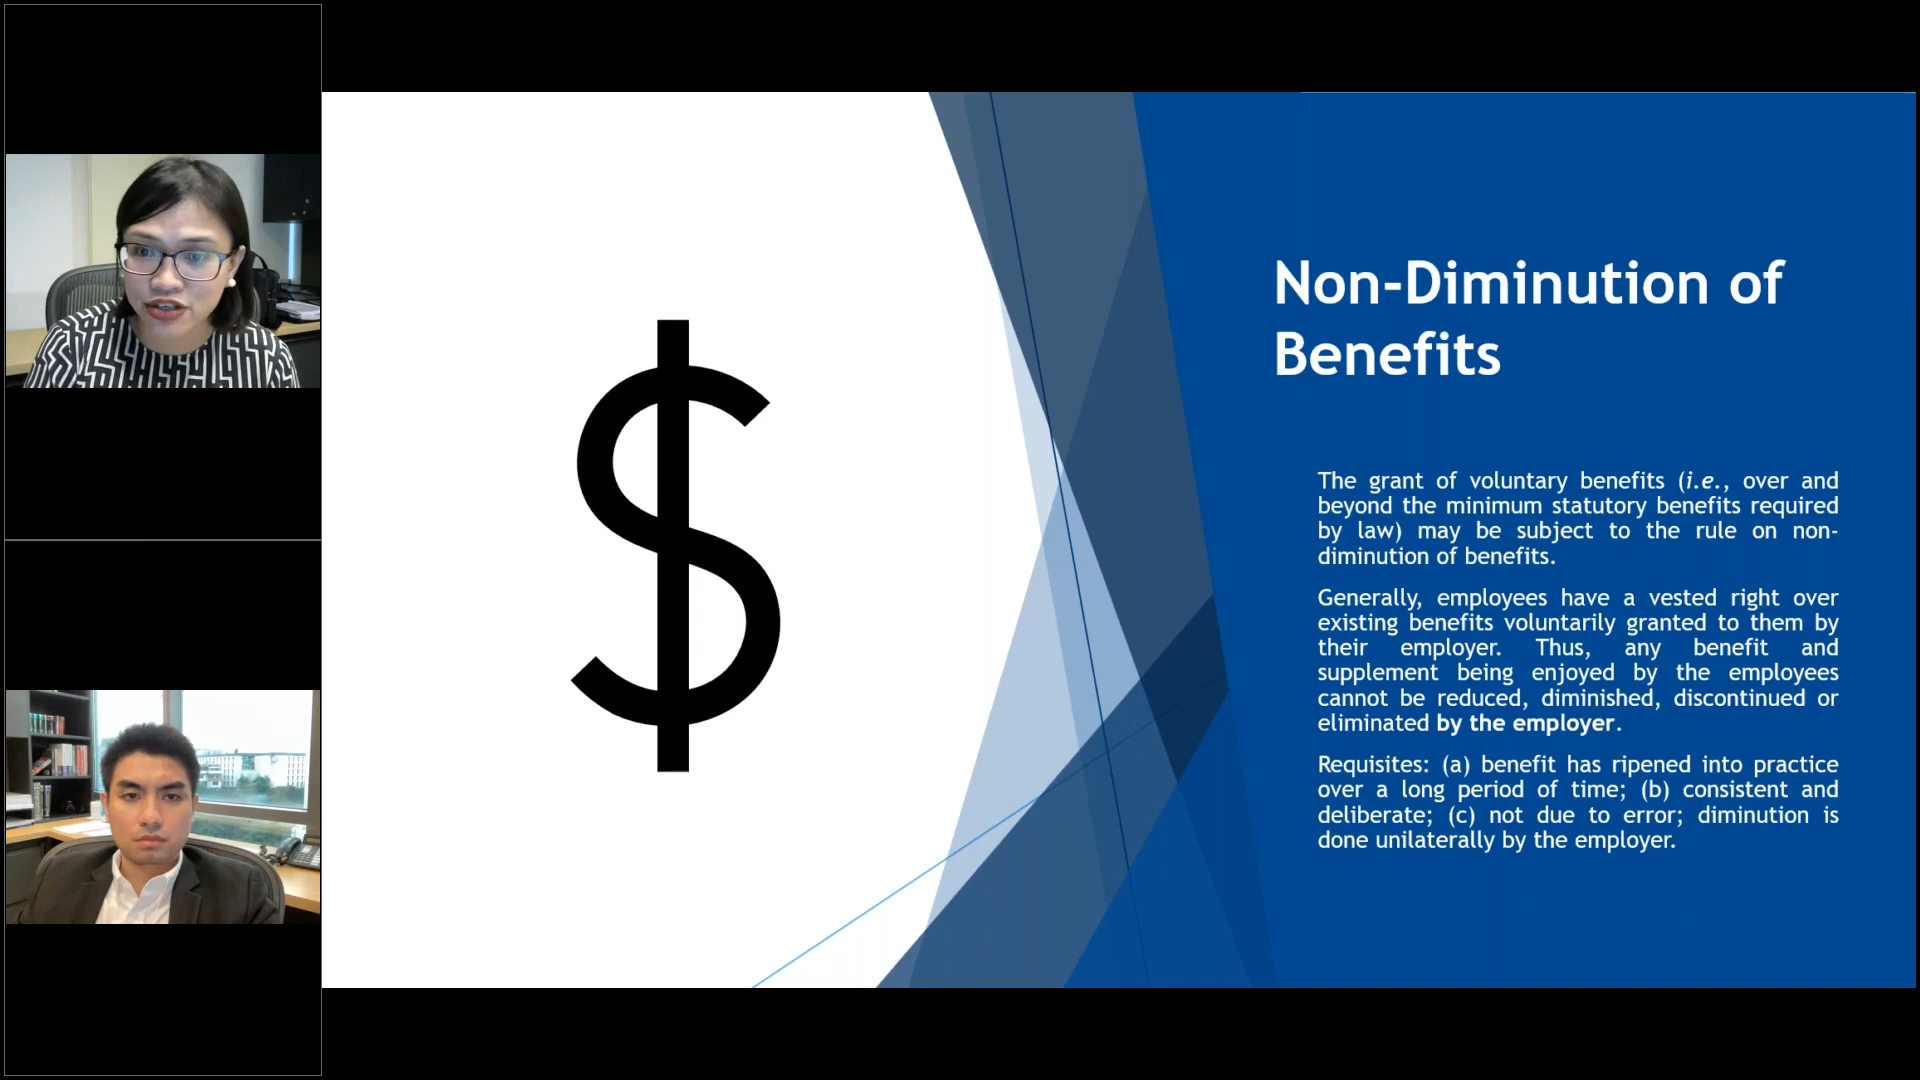 Non-Diminution of
Benefits
The grant of voluntary benefits (i.e., over and
beyond the minimum statutory benefits required
by law) may be subject to the rule on non-
diminution of benefits.
Generally, employees have a vested right over
existing benefits voluntarily granted to them by
their employer. Thus, any benefit and
supplement being enjoyed by the employees
cannot be reduced, diminished, discontinued or
eliminated by the employer.
Requisites: (a) benefit has ripened into practice
over a long period of time; (b) consistent and
deliberate; (c) not due to error; diminution is
done unilaterally by the employer.